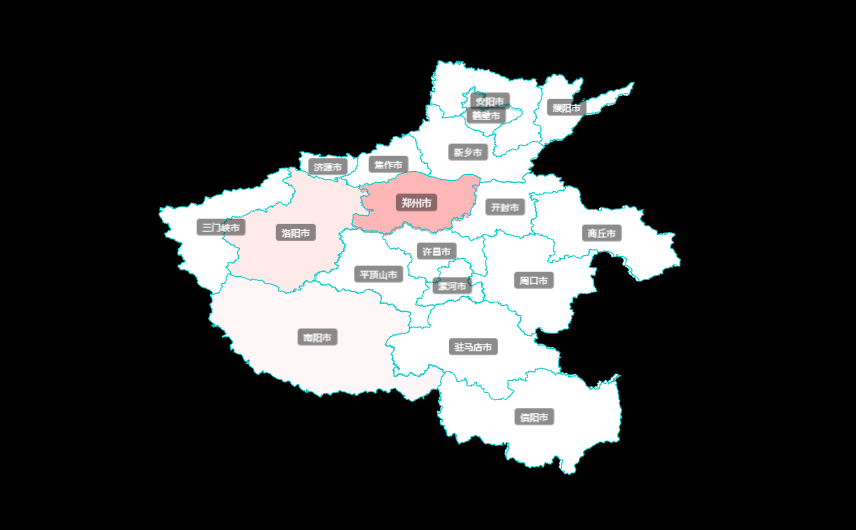 安阳市
鹤壁市
濮阳市
新乡市
济源市
焦作市
郑州市
开封市
三门峡市
洛阳市
商丘市
许昌市
平顶山市
漯河市
周口市
南阳市
驻马店市
信阳市